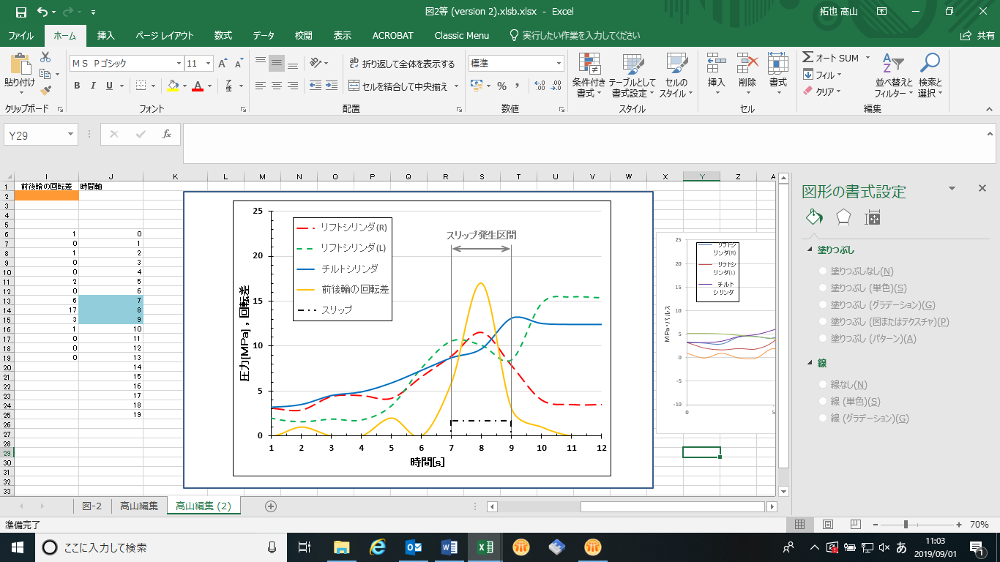 図2等 (version 2).xlsb.xlsx - Excel
拓也 高山
ファイル ホーム 挿入 ページ レイアウト 数式 データ 校閲 表示 ACROBAT Classic Menu 実行したい作業を入力してください 共有
貼り付け
クリップボード
MS Pゴシック 11
B I U
フォント
折り返して全体を表示する
セルを結合して中央揃え
配置
標準
数値
条件付き書式
テーブルとして書式設定
セルのスタイル
スタイル
挿入 削除 書式
セル
オート SUM
フィル
クリア
並べ替えとフィルター
検索と選択
編集
Y29
fx
I J K L M N O P Q R S T U V W X Y Z A
1 前後輪の回転差 時間軸
2
3
4
5
6 1 0
7 0 1
8 1 2
9 0 3
10 0 4
11 2 5
12 0 6
13 6 7
14 17 8
15 3 9
16 1 10
17 0 11
18 0 12
19 0 13
20 14
21 15
22 16
23 17
24 18
25 19
26
27
28
29
30
31
32
33
25
20
15
10
5
0
圧力[MPa], 回転差
リフトシリンダ(R)
リフトシリンダ(L)
チルトシリンダ
前後輪の回転差
スリップ
スリップ発生区間
1 2 3 4 5 6 7 8 9 10 11 12
時間[s]
25
20
15
10
5
0
-5
-10
MPa・パルス
リフトシリンダ(R)
リフトシリンダ(L)
チルトシリンダ
0 5
図形の書式設定
塗りつぶし
塗りつぶしなし(N)
塗りつぶし (単色)(S)
塗りつぶし (グラデーション)(G)
塗りつぶし (図またはテクスチャ)(P)
塗りつぶし (パターン)(A)
線
線なし(N)
線 (単色)(S)
線 (グラデーション)(G)
図-2 高山編集 高山編集 (2)
準備完了
70%
ここに入力して検索
あ
11:03
2019/09/01
1